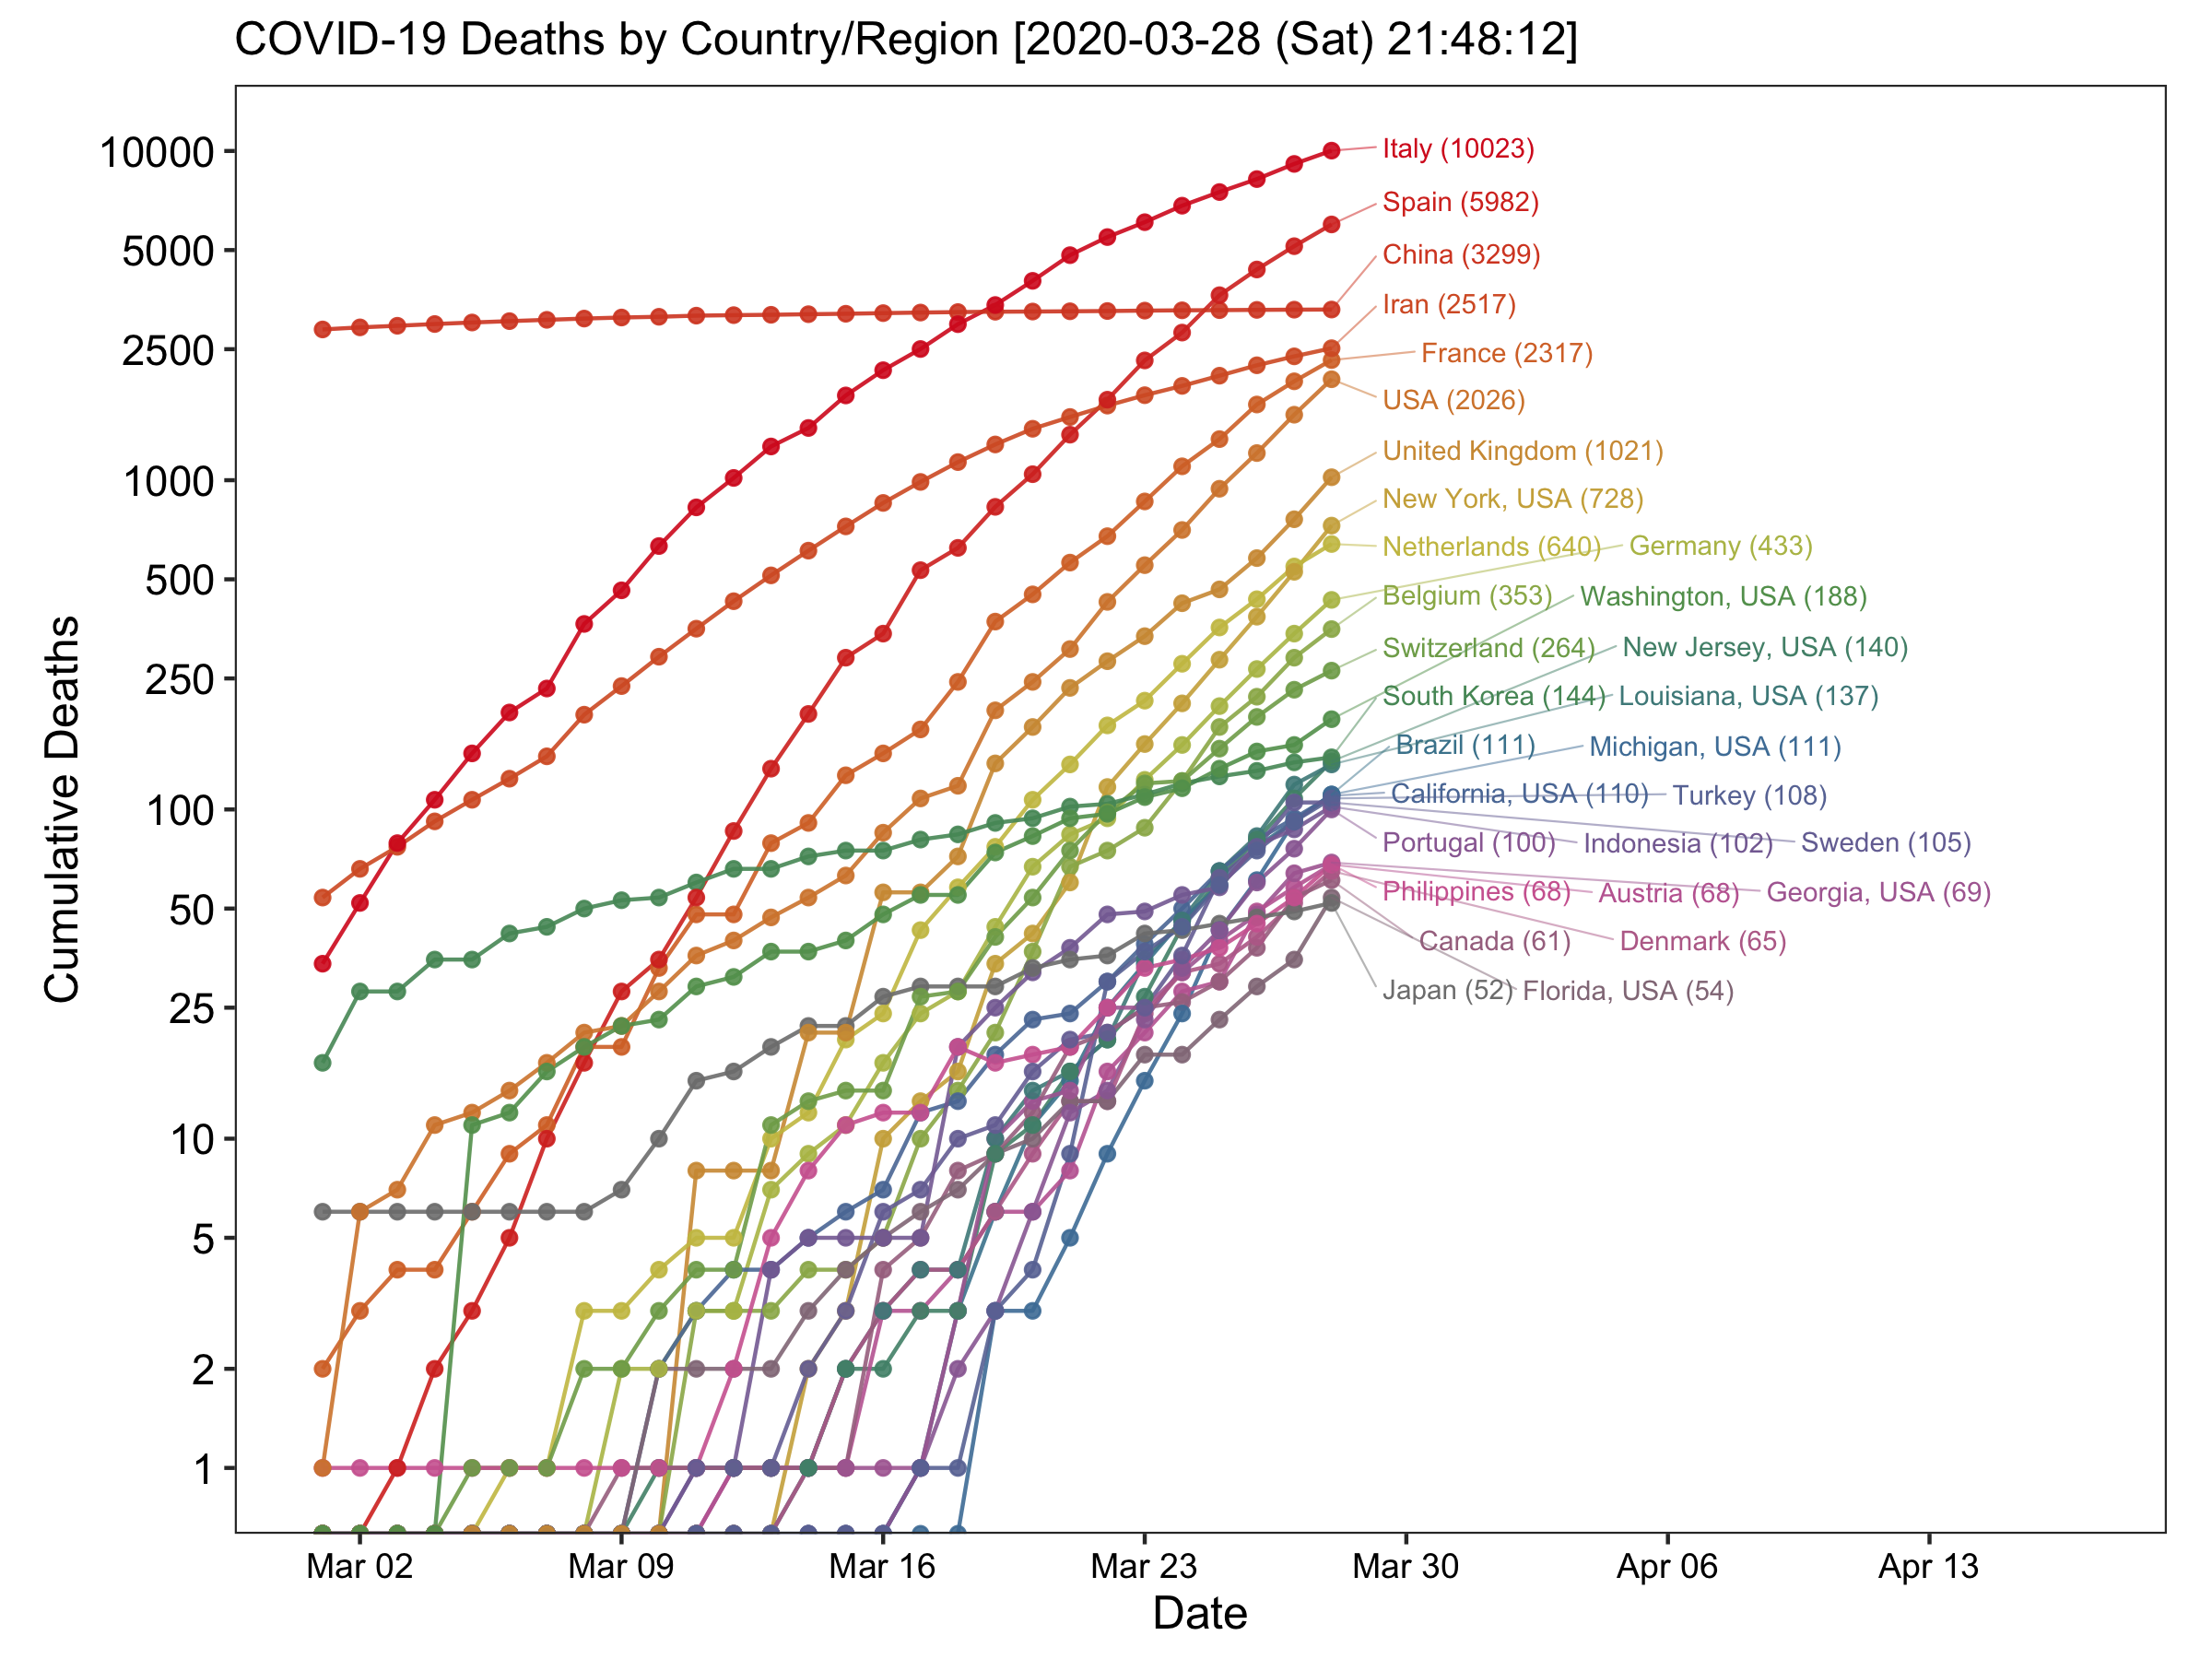 COVID-19 Deaths by Country/Region [2020-03-28 (Sat) 21:48:12]
Cumulative Deaths
10000
5000
2500
1000
500
250
100
50
25
10
5
2
1
Italy (10023)
Spain (5982)
China (3299)
Iran (2517)
France (2317)
USA (2026)
United Kingdom (1021)
New York, USA (728)
Netherlands (640) Germany (433)
Belgium (353) Washington, USA (188)
Switzerland (264) New Jersey, USA (140)
South Korea (144) Louisiana, USA (137)
Brazil (111) Michigan, USA (111)
California, USA (110) Turkey (108)
Portugal (100) Indonesia (102) Sweden (105)
Philippines (68) Austria (68) Georgia, USA (69)
Canada (61) Denmark (65)
Japan (52) Florida, USA (54)
Mar 02 Mar 09 Mar 16 Mar 23 Mar 30 Apr 06 Apr 13
Date